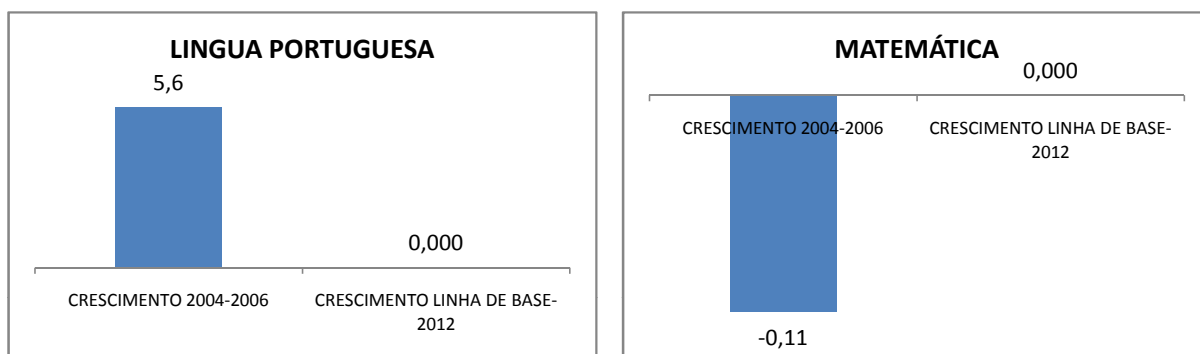 LINGUA PORTUGUESA
5,6
0,000
CRESCIMENTO 2004-2006
CRESCIMENTO LINHA DE BASE-
2012
MATEMÁTICA
0,000
CRESCIMENTO 2004-2006
CRESCIMENTO LINHA DE BASE-
2012
-0,11